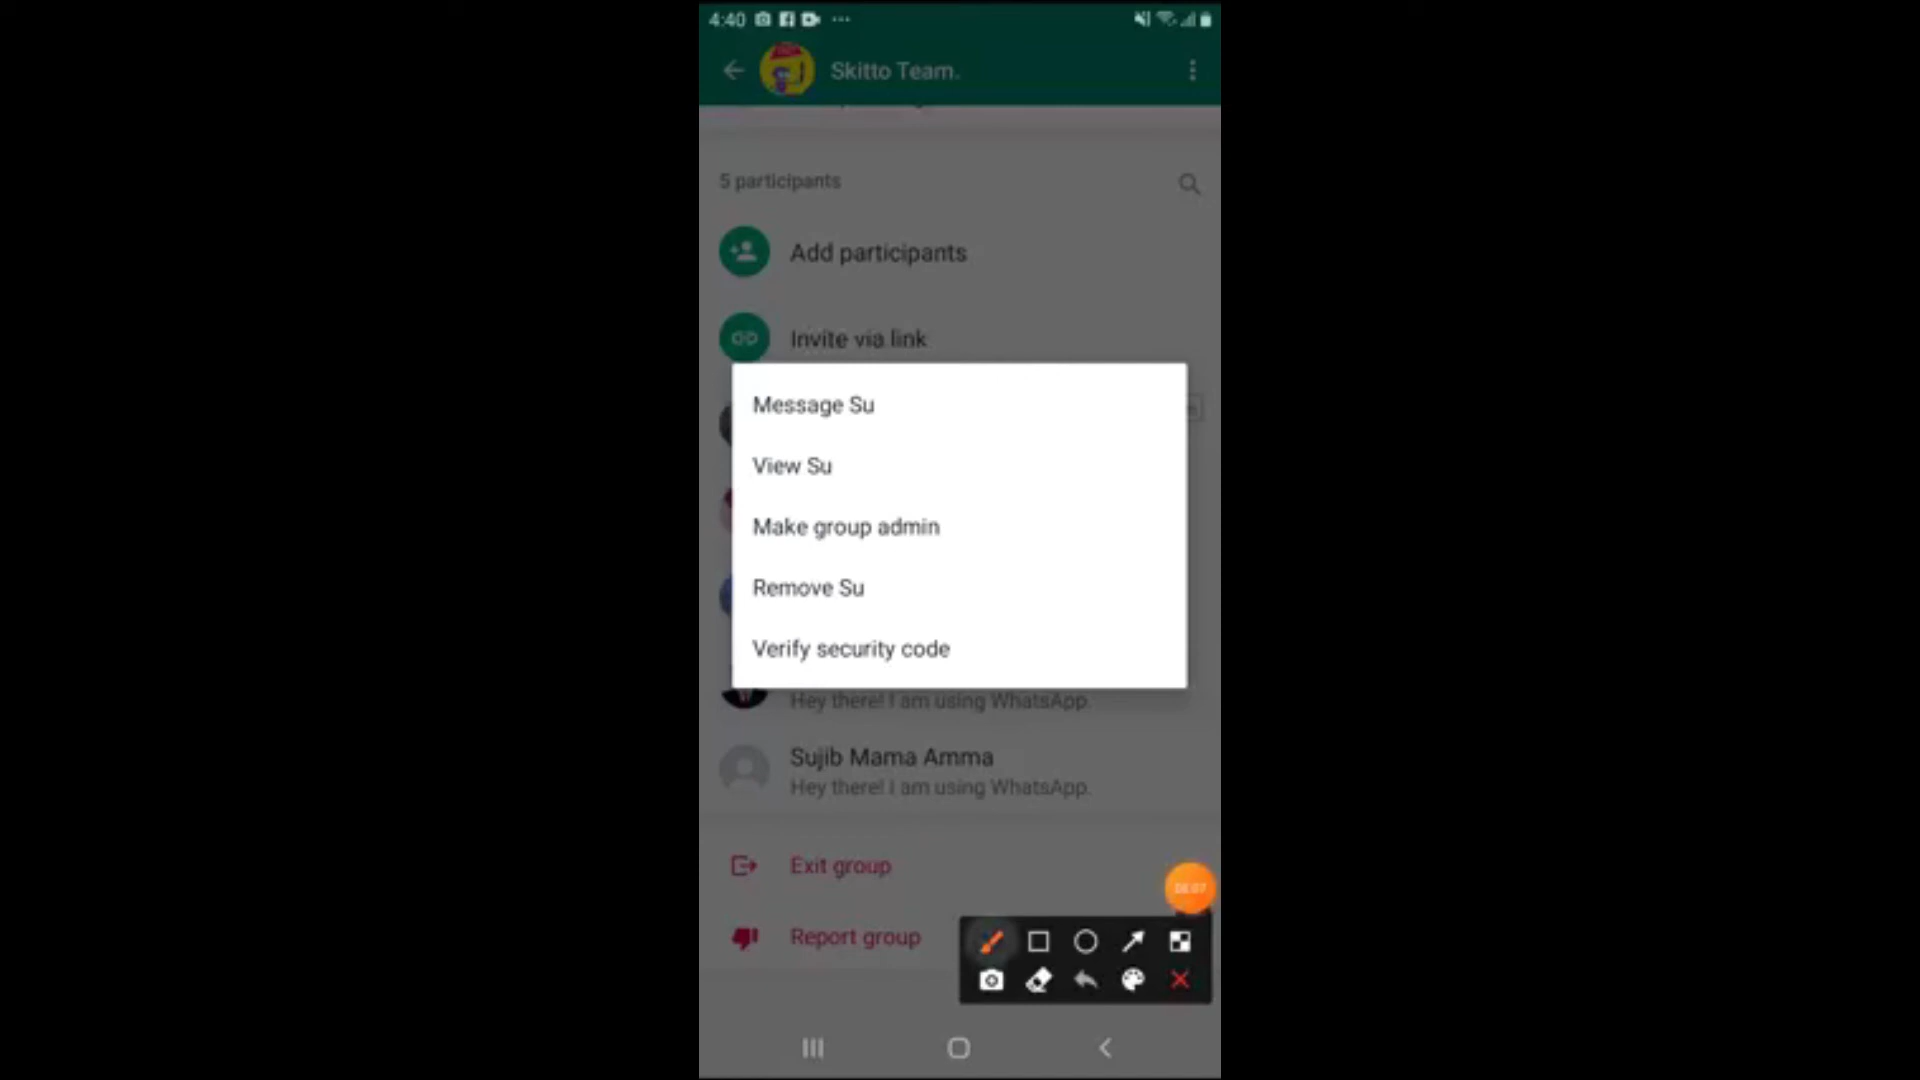 4:40
Skitto Team.
5 participants
Add participants
Invite via link
Message Su
View Su
Make group admin
Remove Su
Verify security code
Hey there! I am using WhatsApp.
Sujib Mama Amma
Hey there! I am using WhatsApp.
Exit group
Report group